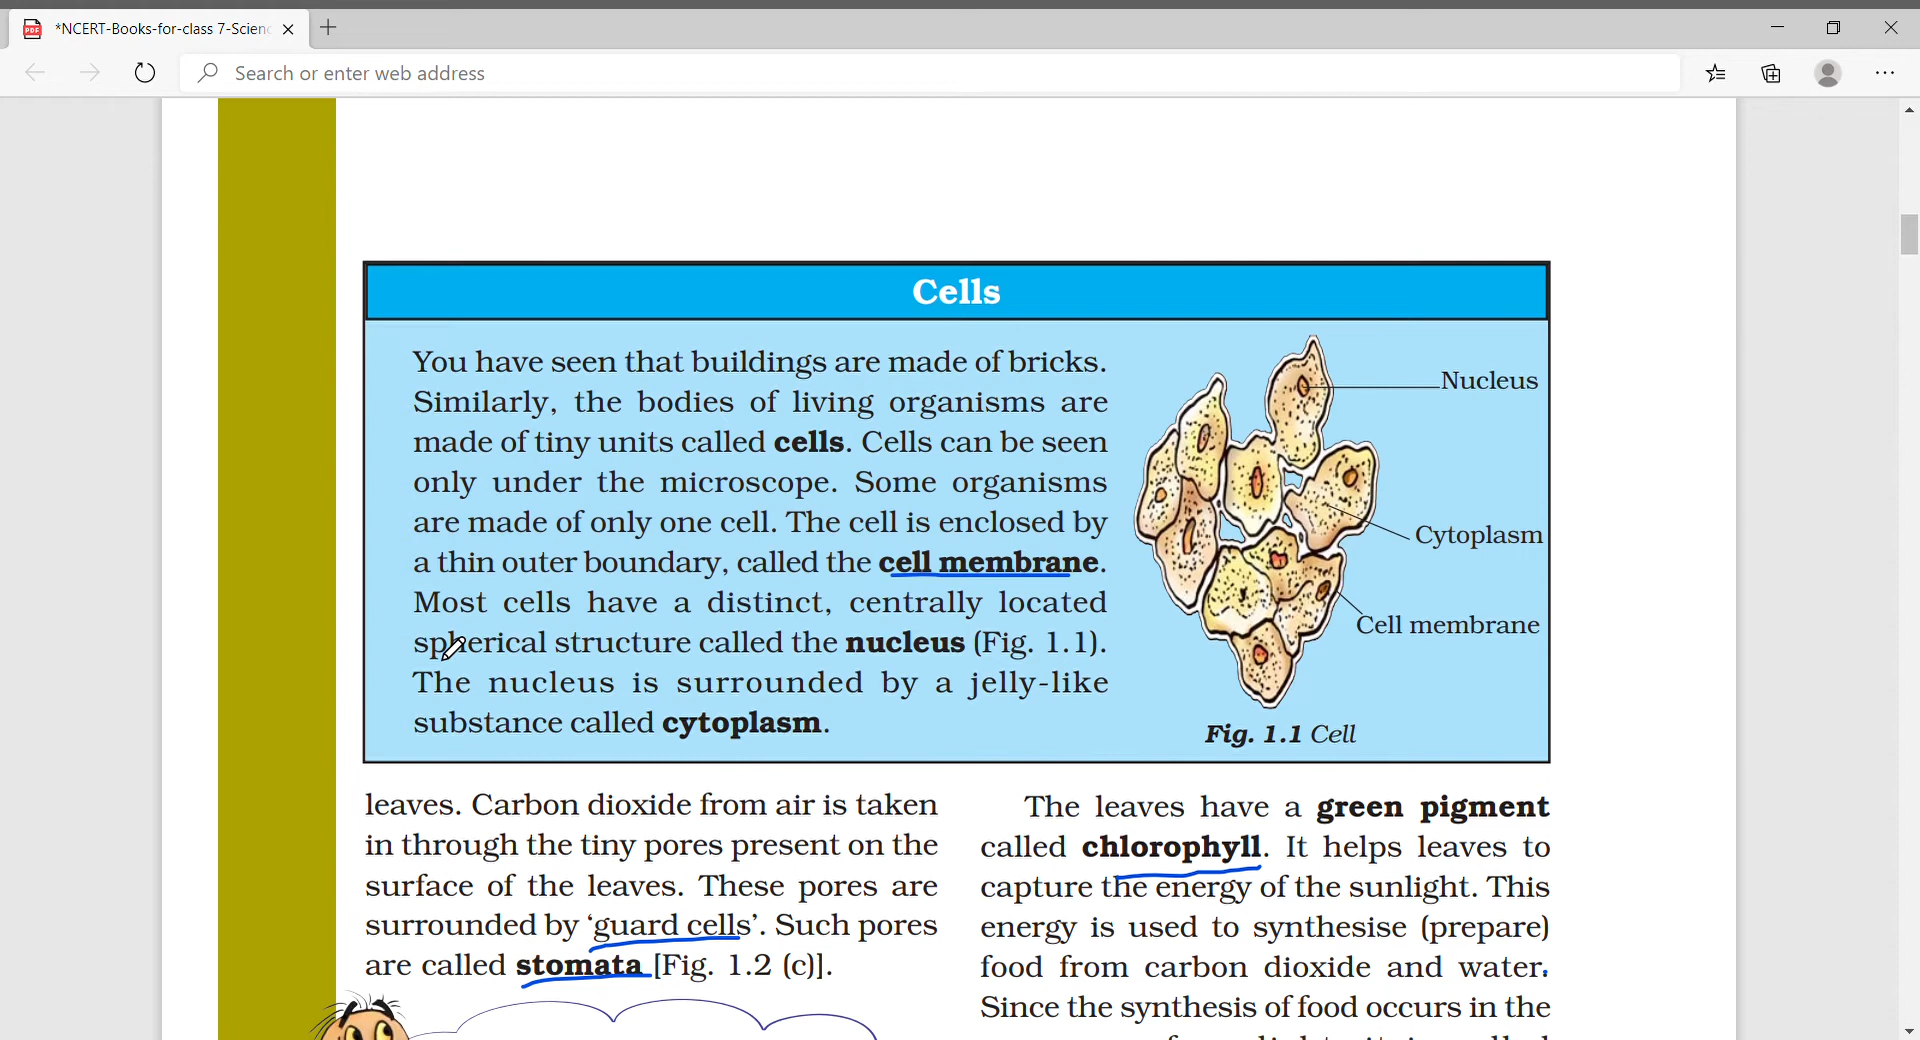 *NCERT-Books-for-class 7-Scien
Search or enter web address
Cells
You have seen that buildings are made of bricks.
Similarly, the bodies of living organisms are
made of tiny units called cells. Cells can be seen
only under the microscope. Some organisms
are made of only one cell. The cell is enclosed by
a thin outer boundary, called the cell membrane.
Most cells have a distinct, centrally located
spherical structure called the nucleus (Fig. 1.1).
The nucleus is surrounded by a jelly-like
substance called cytoplasm.
Nucleus
Cytoplasm
Cell membrane
Fig. 1.1 Cell
leaves. Carbon dioxide from air is taken
in through the tiny pores present on the
surface of the leaves. These pores are
surrounded by ‘guard cells’. Such pores
are called stomata [Fig. 1.2 (c)].
The leaves have a green pigment
called chlorophyll. It helps leaves to
capture the energy of the sunlight. This
energy is used to synthesise (prepare)
food from carbon dioxide and water.
Since the synthesis of food occurs in the